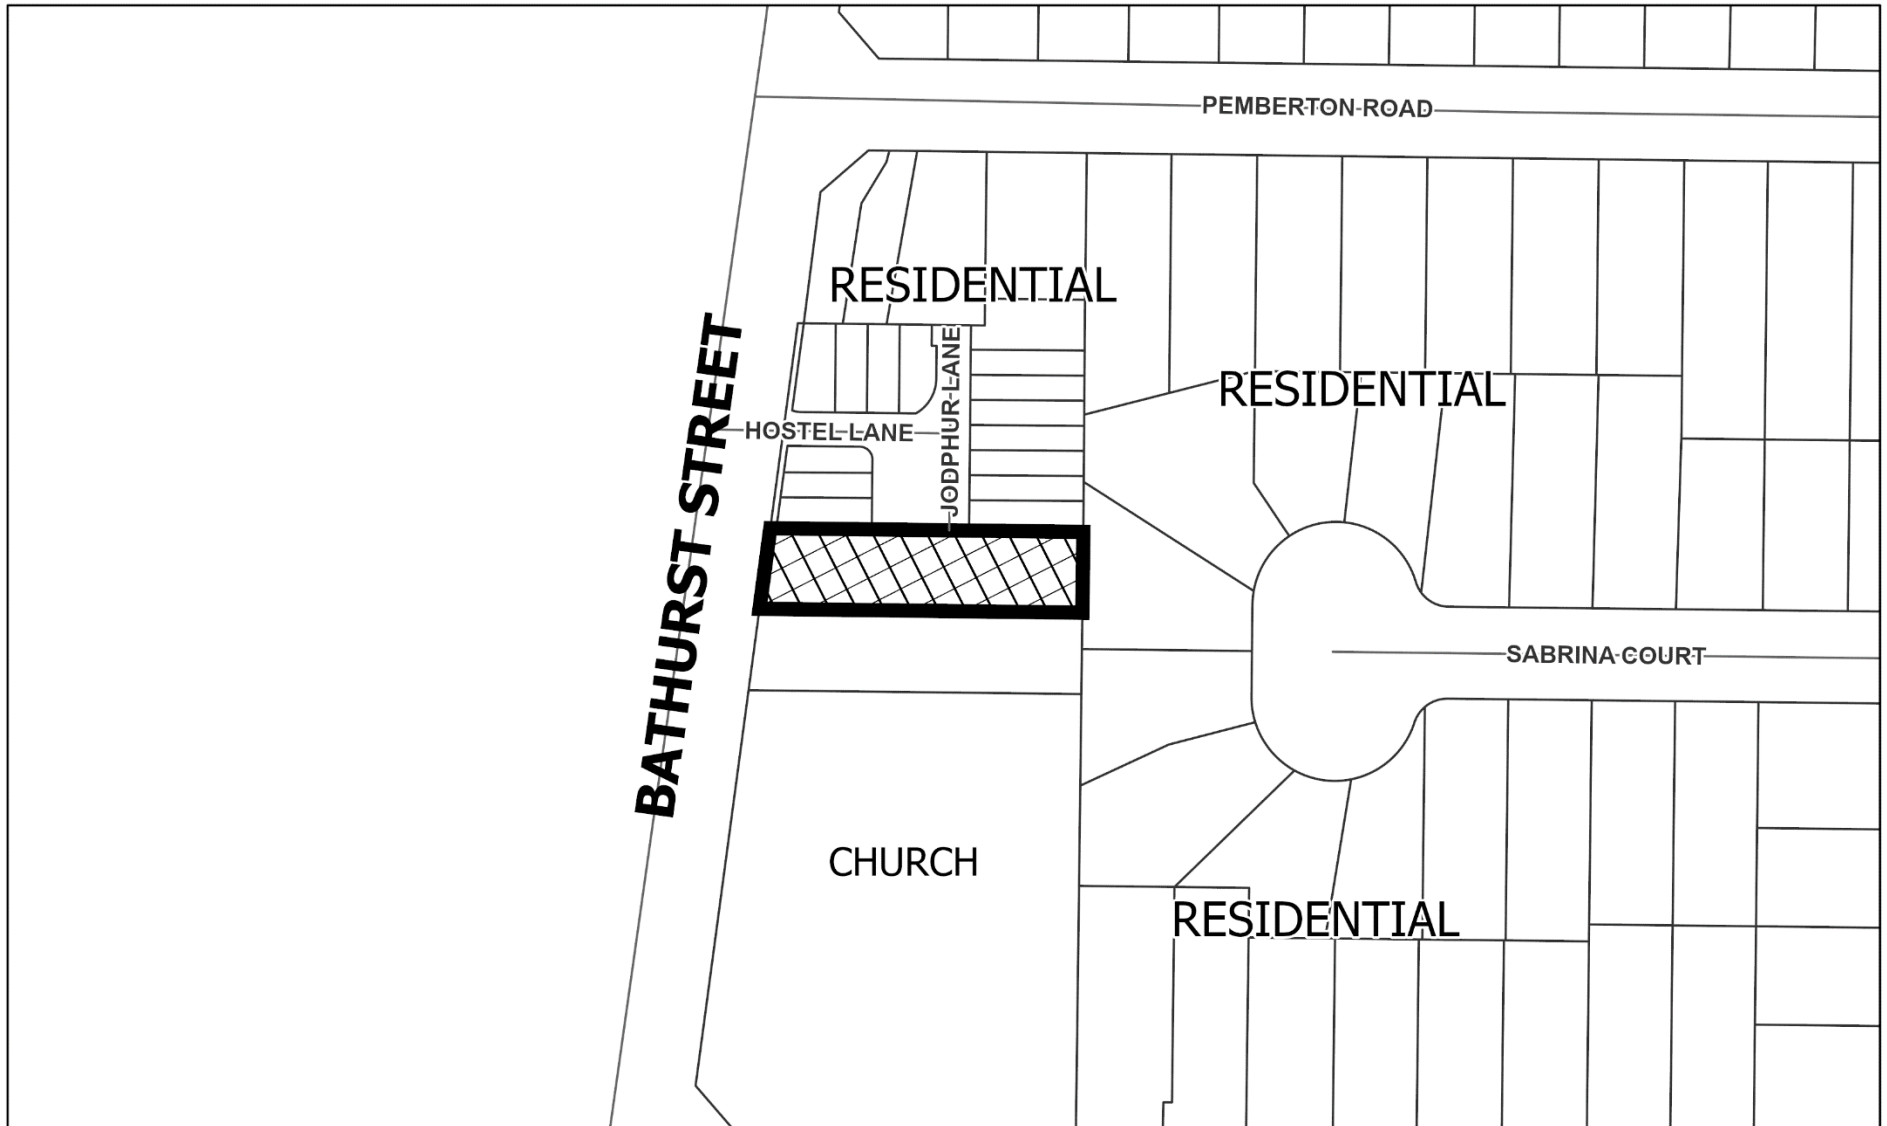 PEMBERTON ROAD
RESIDENTIAL
BATHURST STREET
JODPHUR LANE
RESIDENTIAL
HOSTEL LANE
SABRINA COURT
CHURCH
RESIDENTIAL